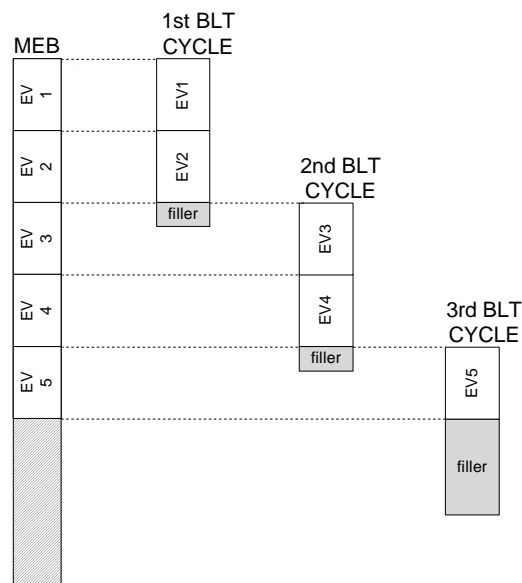 MEB
EV 1
EV 2
EV 3
EV 4
EV 5
1st BLT
CYCLE
EV1
EV2
filler
2nd BLT
CYCLE
EV3
EV4
filler
3rd BLT
CYCLE
EV5
filler